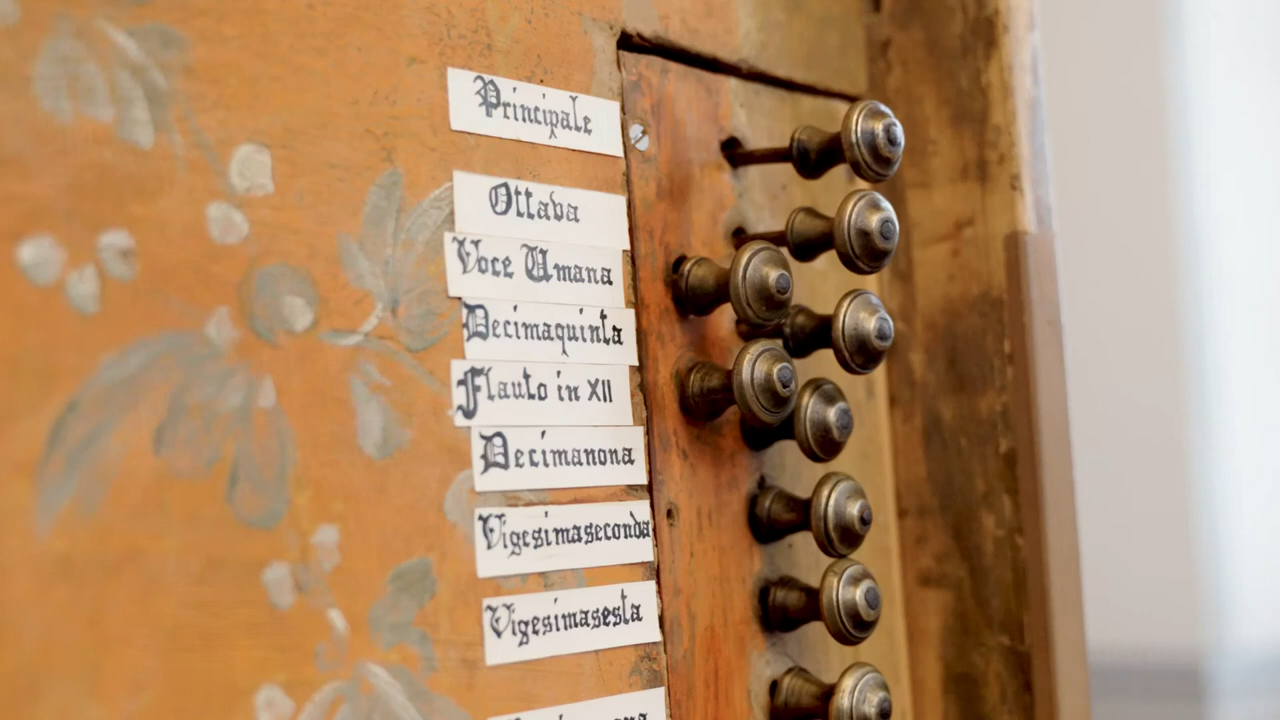 Principale
Ottava
Voce Umana
Decimaquinta
Flauto in XII
Decimanona
Vigesimaseconda
Vigesimasesta